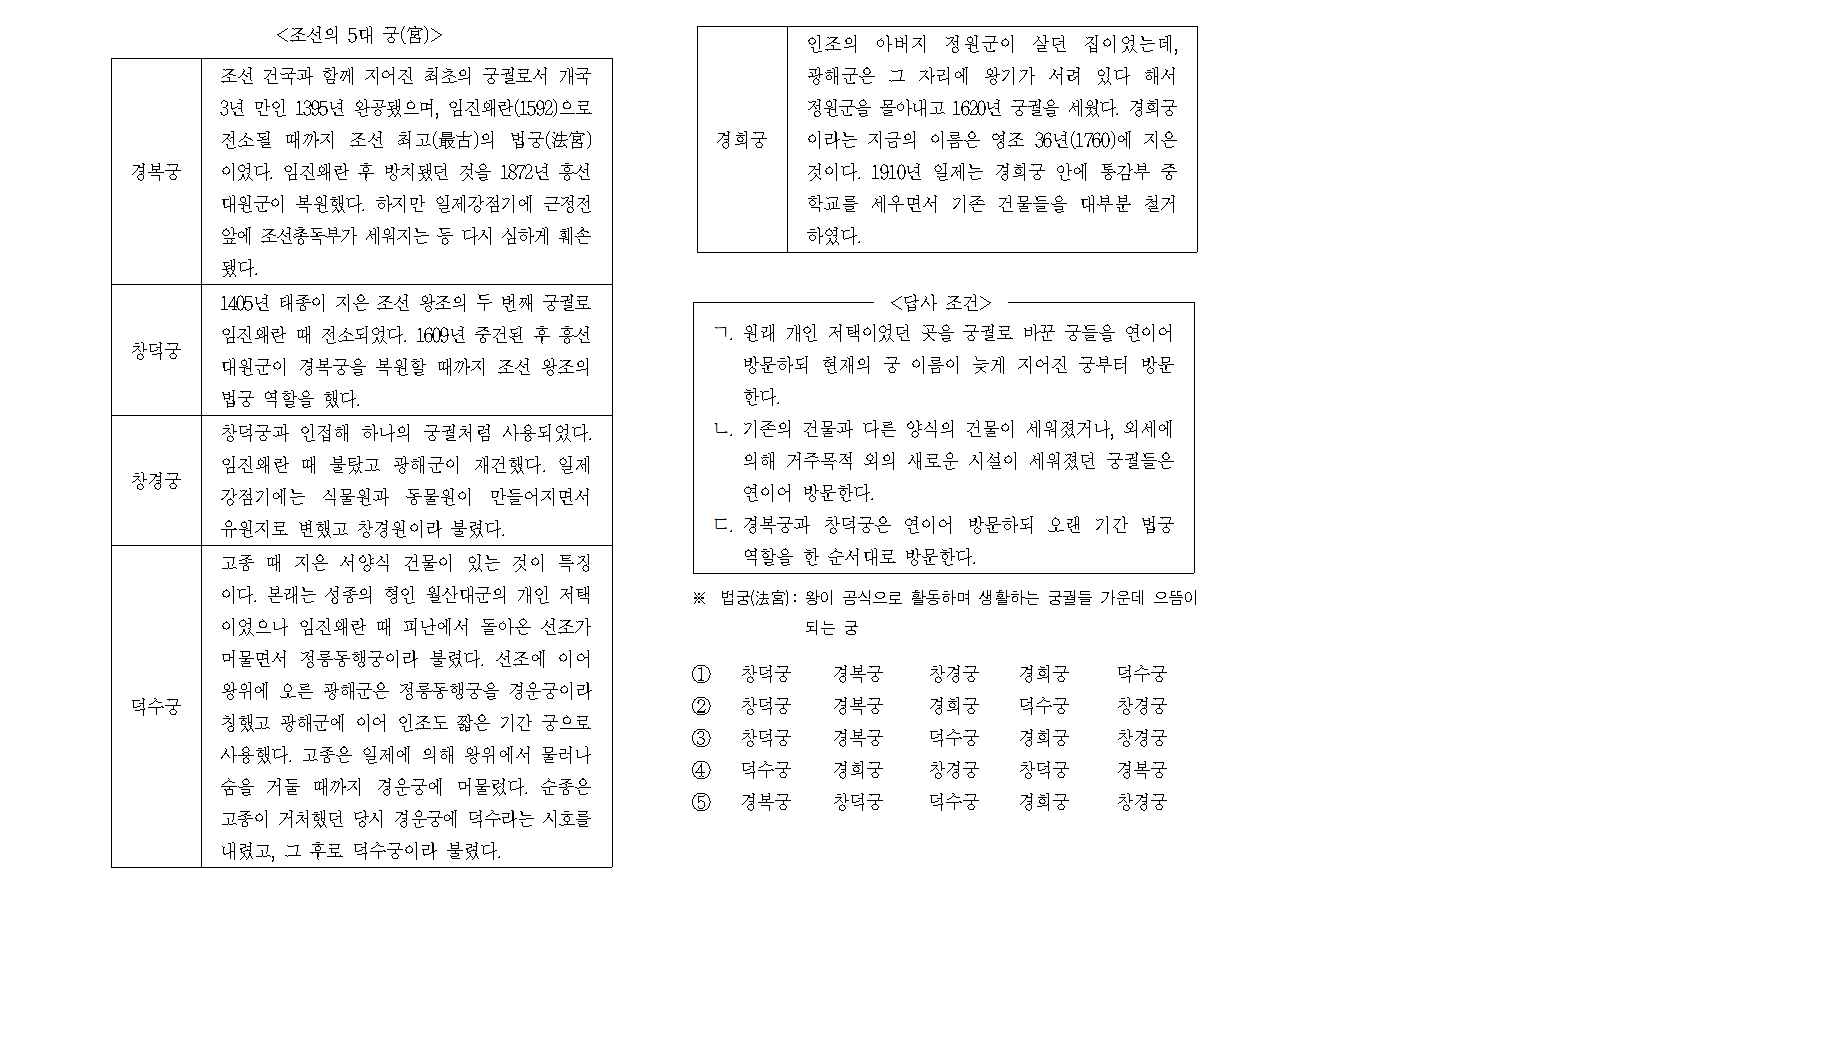 <조선의 5대 궁(宮)>
경복궁
조선 건국과 함께 지어진 최초의 궁궐로서 개국
3년 만인 1395년 완공됐으며, 임진왜란(1592)으로
전소될 때까지 조선 최고(最古)의 법궁(法宮)
이었다. 임진왜란 후 방치됐던 것을 1872년 흥선
대원군이 복원했다. 하지만 일제강점기에 근정전
앞에 조선총독부가 세워지는 등 다시 심하게 훼손
됐다.
창덕궁
1405년 태종이 지은 조선 왕조의 두 번째 궁궐로
임진왜란 때 전소되었다. 1609년 중건된 후 흥선
대원군이 경복궁을 복원할 때까지 조선 왕조의
법궁 역할을 했다.
창경궁
창덕궁과 인접해 하나의 궁궐처럼 사용되었다.
임진왜란 때 불탔고 광해군이 재건했다. 일제
강점기에는 식물원과 동물원이 만들어지면서
유원지로 변했고 창경원이라 불렸다.
덕수궁
고종 때 지은 서양식 건물이 있는 것이 특징
이다. 본래는 성종의 형인 월산대군의 개인 저택
이었으나 임진왜란 때 피난에서 돌아온 선조가
머물면서 정릉동행궁이라 불렸다. 선조에 이어
왕위에 오른 광해군은 정릉동행궁을 경운궁이라
칭했고 광해군에 이어 인조도 짧은 기간 궁으로
사용했다. 고종은 일제에 의해 왕위에서 물러나
숨을 거둘 때까지 경운궁에 머물렀다. 순종은
고종이 거처했던 당시 경운궁에 덕수라는 시호를
내렸고, 그 후로 덕수궁이라 불렸다.
경희궁
인조의 아버지 정원군이 살던 집이었는데,
광해군은 그 자리에 왕기가 서려 있다 해서
정원군을 몰아내고 1620년 궁궐을 세웠다. 경희궁
이라는 지금의 이름은 영조 36년(1760)에 지은
것이다. 1910년 일제는 경희궁 안에 통감부 중
학교를 세우면서 기존 건물들을 대부분 철거
하였다.
<답사 조건>
ㄱ. 원래 개인 저택이었던 곳을 궁궐로 바꾼 궁들을 연이어
방문하되 현재의 궁 이름이 늦게 지어진 궁부터 방문
한다.
ㄴ. 기존의 건물과 다른 양식의 건물이 세워졌거나, 외세에
의해 거주목적 외의 새로운 시설이 세워졌던 궁궐들은
연이어 방문한다.
ㄷ. 경복궁과 창덕궁은 연이어 방문하되 오랜 기간 법궁
역할을 한 순서대로 방문한다.
※ 법궁(法宮): 왕이 공식으로 활동하며 생활하는 궁궐들 가운데 으뜸이
되는 궁
① 창덕궁 경복궁 창경궁 경희궁 덕수궁
② 창덕궁 경복궁 경희궁 덕수궁 창경궁
③ 창덕궁 경복궁 덕수궁 경희궁 창경궁
④ 덕수궁 경희궁 창경궁 창덕궁 경복궁
⑤ 경복궁 창덕궁 덕수궁 경희궁 창경궁